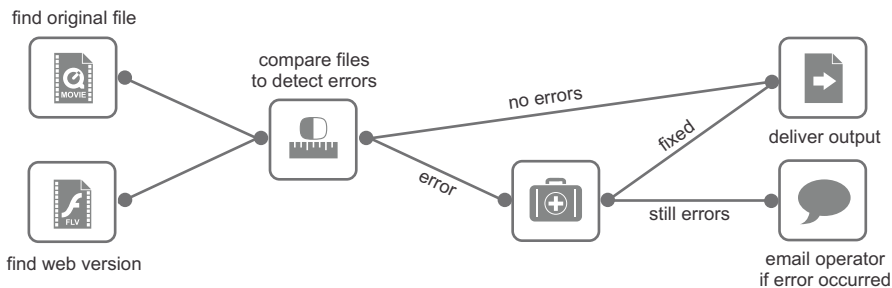 find original file
MOVIE
compare files
to detect errors
no errors
deliver output
fixed
error
FLV
find web version
still errors
email operator
if error occurred